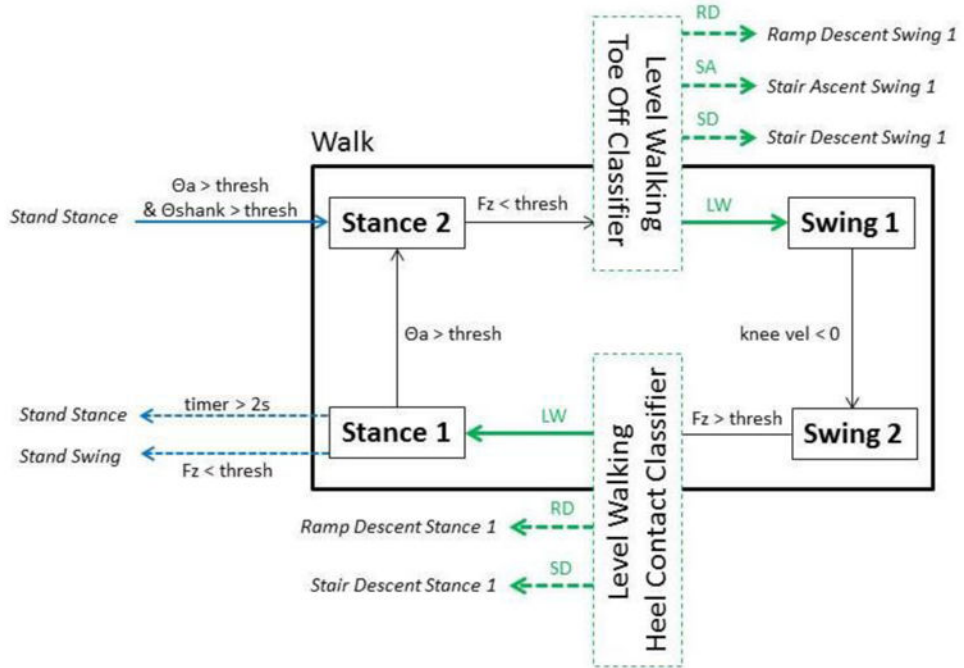 RD
Ramp Descent Swing 1
SA
Stair Ascent Swing 1
SD
Stair Descent Swing 1
Level Walking
Toe Off Classifier
Walk
Θa > thresh
& Θshank > thresh
Stand Stance
Stance 2
Fz < thresh
LW
Swing 1
Θa > thresh
knee vel < 0
Stand Stance
timer > 2s
Stance 1
LW
Fz > thresh
Swing 2
Stand Swing
Fz < thresh
Level Walking
Heel Contact Classifier
RD
Ramp Descent Stance 1
SD
Stair Descent Stance 1